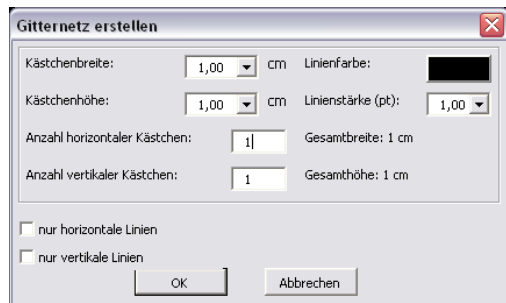 Gitternetz erstellen
Kästchenbreite: 1,00 cm Linienfarbe:
Kästchenhöhe: 1,00 cm Linienstärke (pt): 1,00
Anzahl horizontaler Kästchen: 1 Gesamtbreite: 1 cm
Anzahl vertikaler Kästchen: 1 Gesamthöhe: 1 cm
nur horizontale Linien
nur vertikale Linien
OK Abbrechen